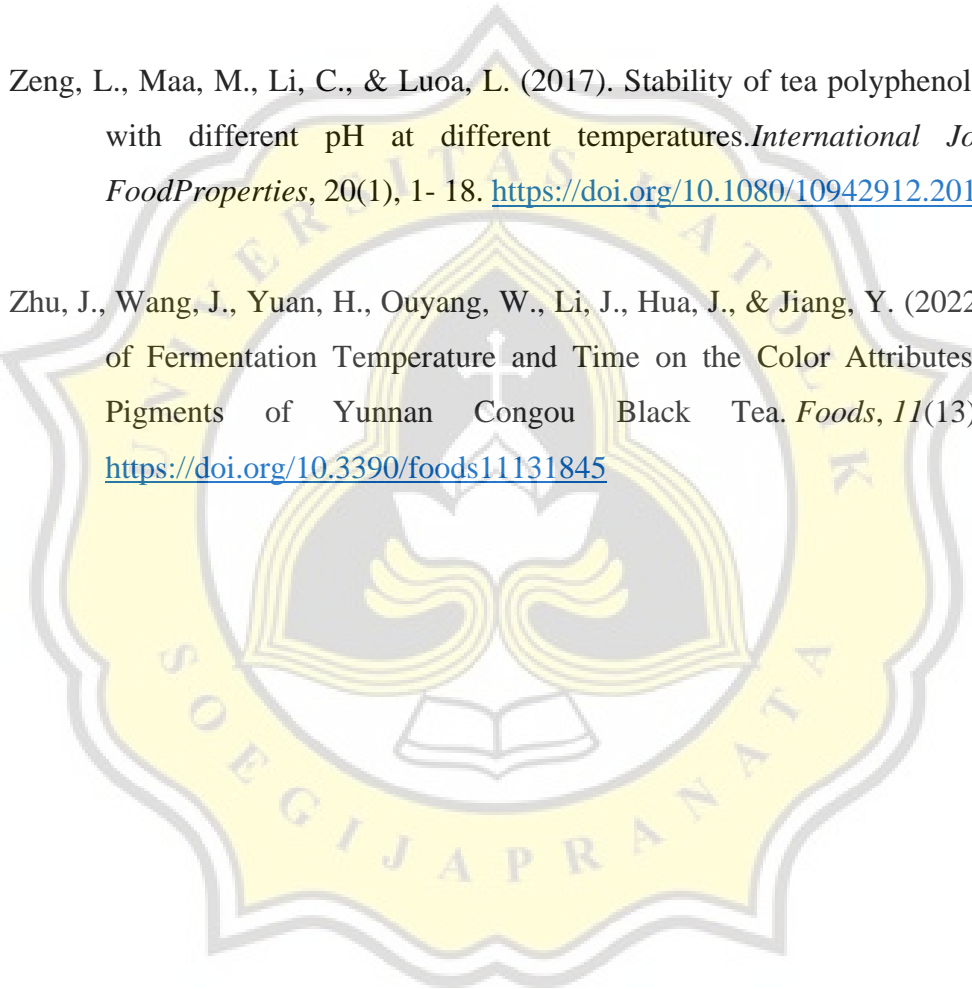 Zeng, L., Maa, M., Li, C., & Luoa, L. (2017). Stability of tea polyphenol
with different pH at different temperatures.International Jo
FoodProperties, 20(1), 1- 18. https://doi.org/10.1080/10942912.201
Zhu, J., Wang, J., Yuan, H., Ouyang, W., Li, J., Hua, J., & Jiang, Y. (2022
of Fermentation Temperature and Time on the Color Attributes
Pigments of Yunnan Congou Black Tea. Foods, 11(13)
https://doi.org/10.3390/foods11131845
UNIVERSITAS KATOLIK
SOEGIJAPRANATA